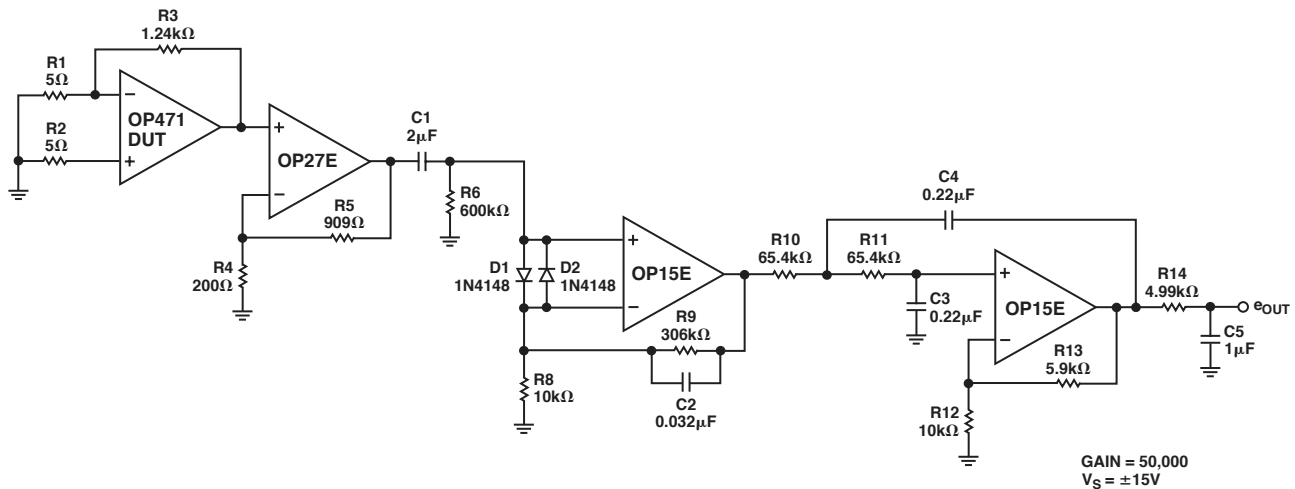 R3
1.24kΩ
R1
5Ω
−
OP471
DUT
R2
5Ω
+
+
OP27E
−
R5
909Ω
R4
200Ω
C1
2μF
R6
600kΩ
D1
1N4148
D2
1N4148
+
OP15E
−
R9
306kΩ
C2
0.032μF
R8
10kΩ
R10
65.4kΩ
R11
65.4kΩ
C4
0.22μF
C3
0.22μF
+
OP15E
−
R13
5.9kΩ
R12
10kΩ
R14
4.99kΩ
eOUT
C5
1μF
GAIN = 50,000
VS = ±15V